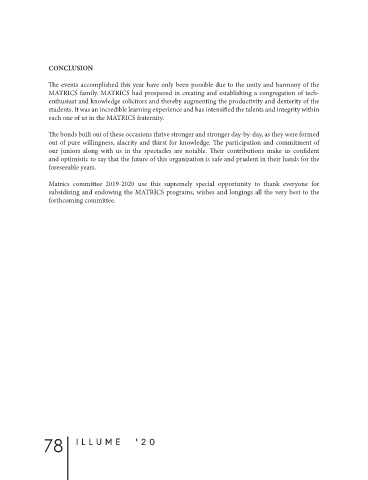 CONCLUSION
The events accomplished this year have only been possible due to the unity and harmony of the
MATRICS family. MATRICS had prospered in creating and establishing a congregation of tech-
enthusiast and knowledge solicitors and thereby augmenting the productivity and dexterity of the
students. It was an incredible learning experience and has intensified the talents and integrity within
each one of us in the MATRICS fraternity.
The bonds built out of these occasions thrive stronger and stronger day-by-day, as they were formed
out of pure willingness, alacrity and thirst for knowledge. The participation and commitment of
our juniors along with us in the spectacles are notable. Their contributions make us confident
and optimistic to say that the future of this organization is safe and prudent in their hands for the
foreseeable years.
Matrics committee 2019-2020 use this supremely special opportunity to thank everyone for
subsidizing and endowing the MATRICS programs, wishes and longings all the very best to the
forthcoming committee.
78 ILLUME '20